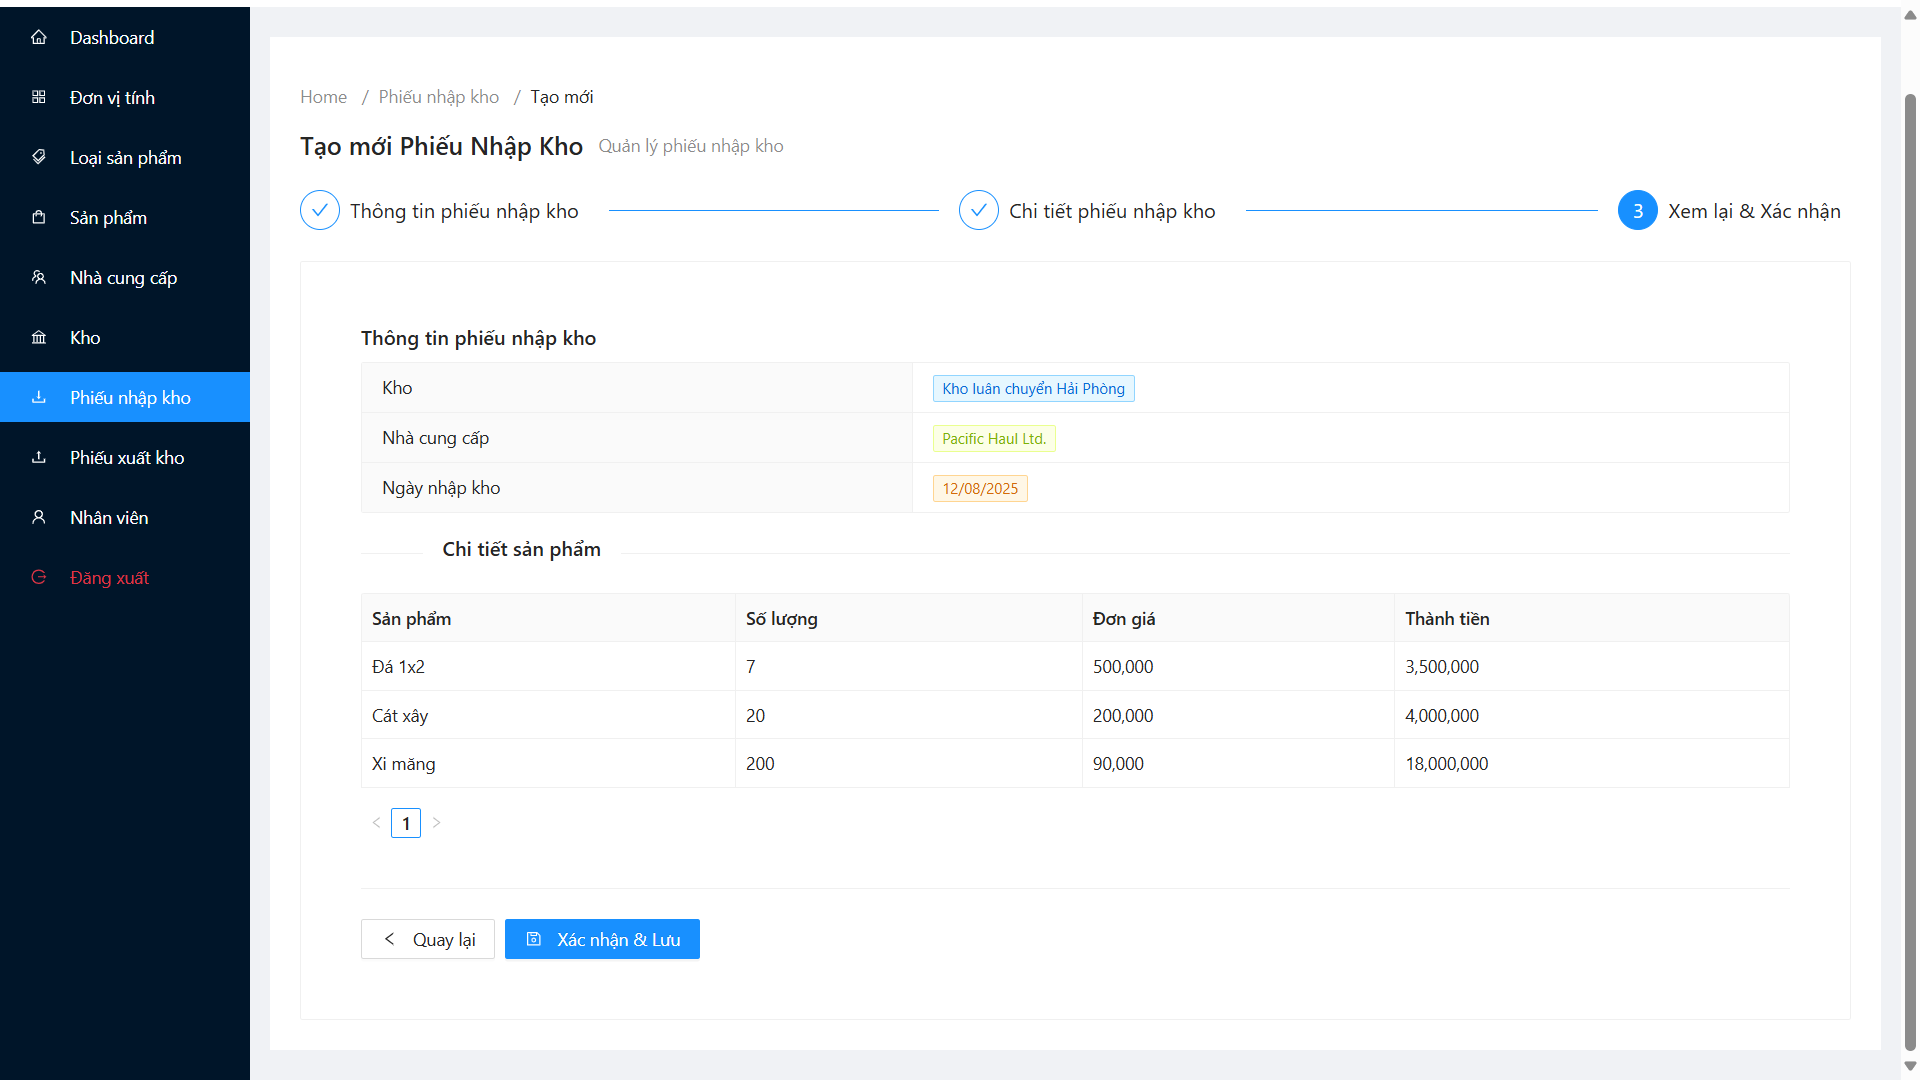 Dashboard
Đơn vị tính
Loại sản phẩm
Sản phẩm
Nhà cung cấp
Kho
Phiếu nhập kho
Phiếu xuất kho
Nhân viên
Đăng xuất
Home / Phiếu nhập kho / Tạo mới
Tạo mới Phiếu Nhập Kho Quản lý phiếu nhập kho
Thông tin phiếu nhập kho Chi tiết phiếu nhập kho 3 Xem lại & Xác nhận
Thông tin phiếu nhập kho
Kho Kho luân chuyển Hải Phòng
Nhà cung cấp Pacific Haul Ltd.
Ngày nhập kho 12/08/2025
Chi tiết sản phẩm
Sản phẩm Số lượng Đơn giá Thành tiền
Đá 1x2 7 500,000 3,500,000
Cát xây 20 200,000 4,000,000
Xi măng 200 90,000 18,000,000
< 1 >
Quay lại Xác nhận & Lưu